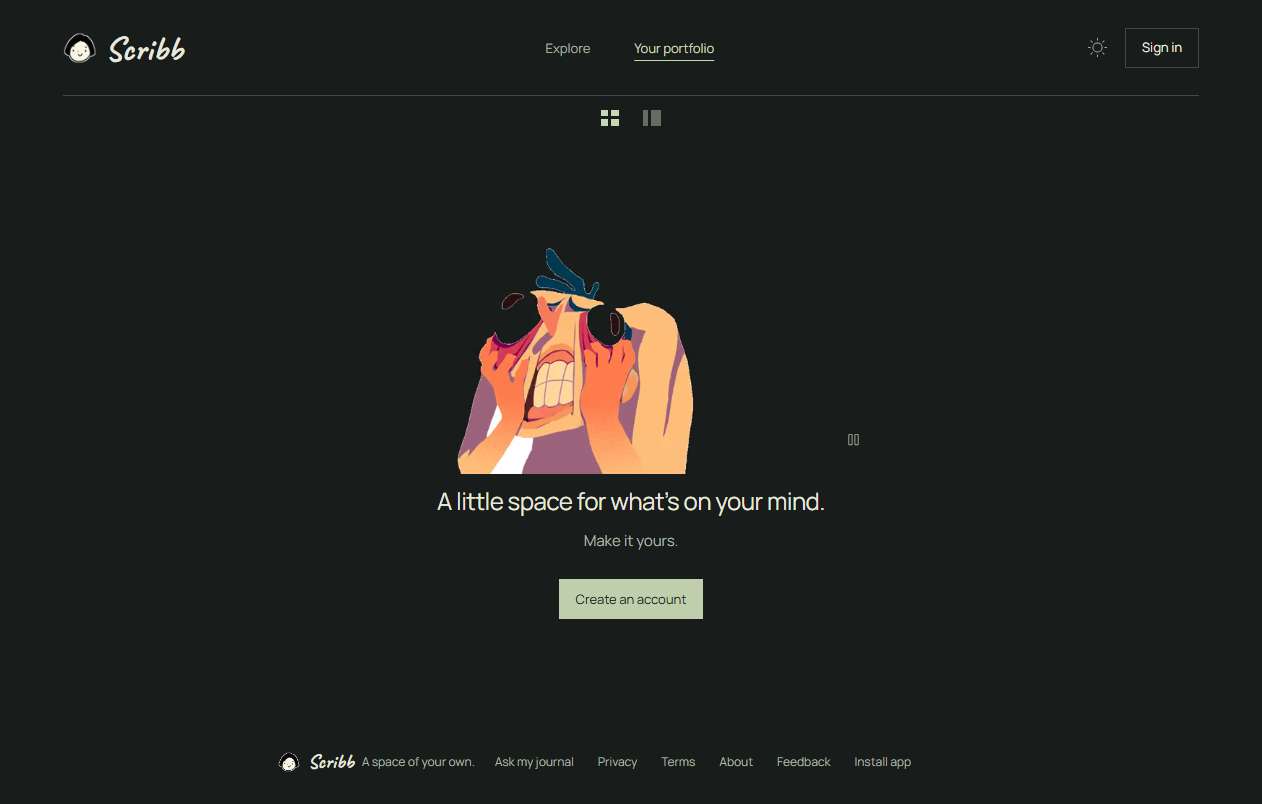 Scribb
Explore
Your portfolio
Sign in
A little space for what's on your mind.
Make it yours.
Create an account
Scribb A space of your own. Ask my journal Privacy Terms About Feedback Install app